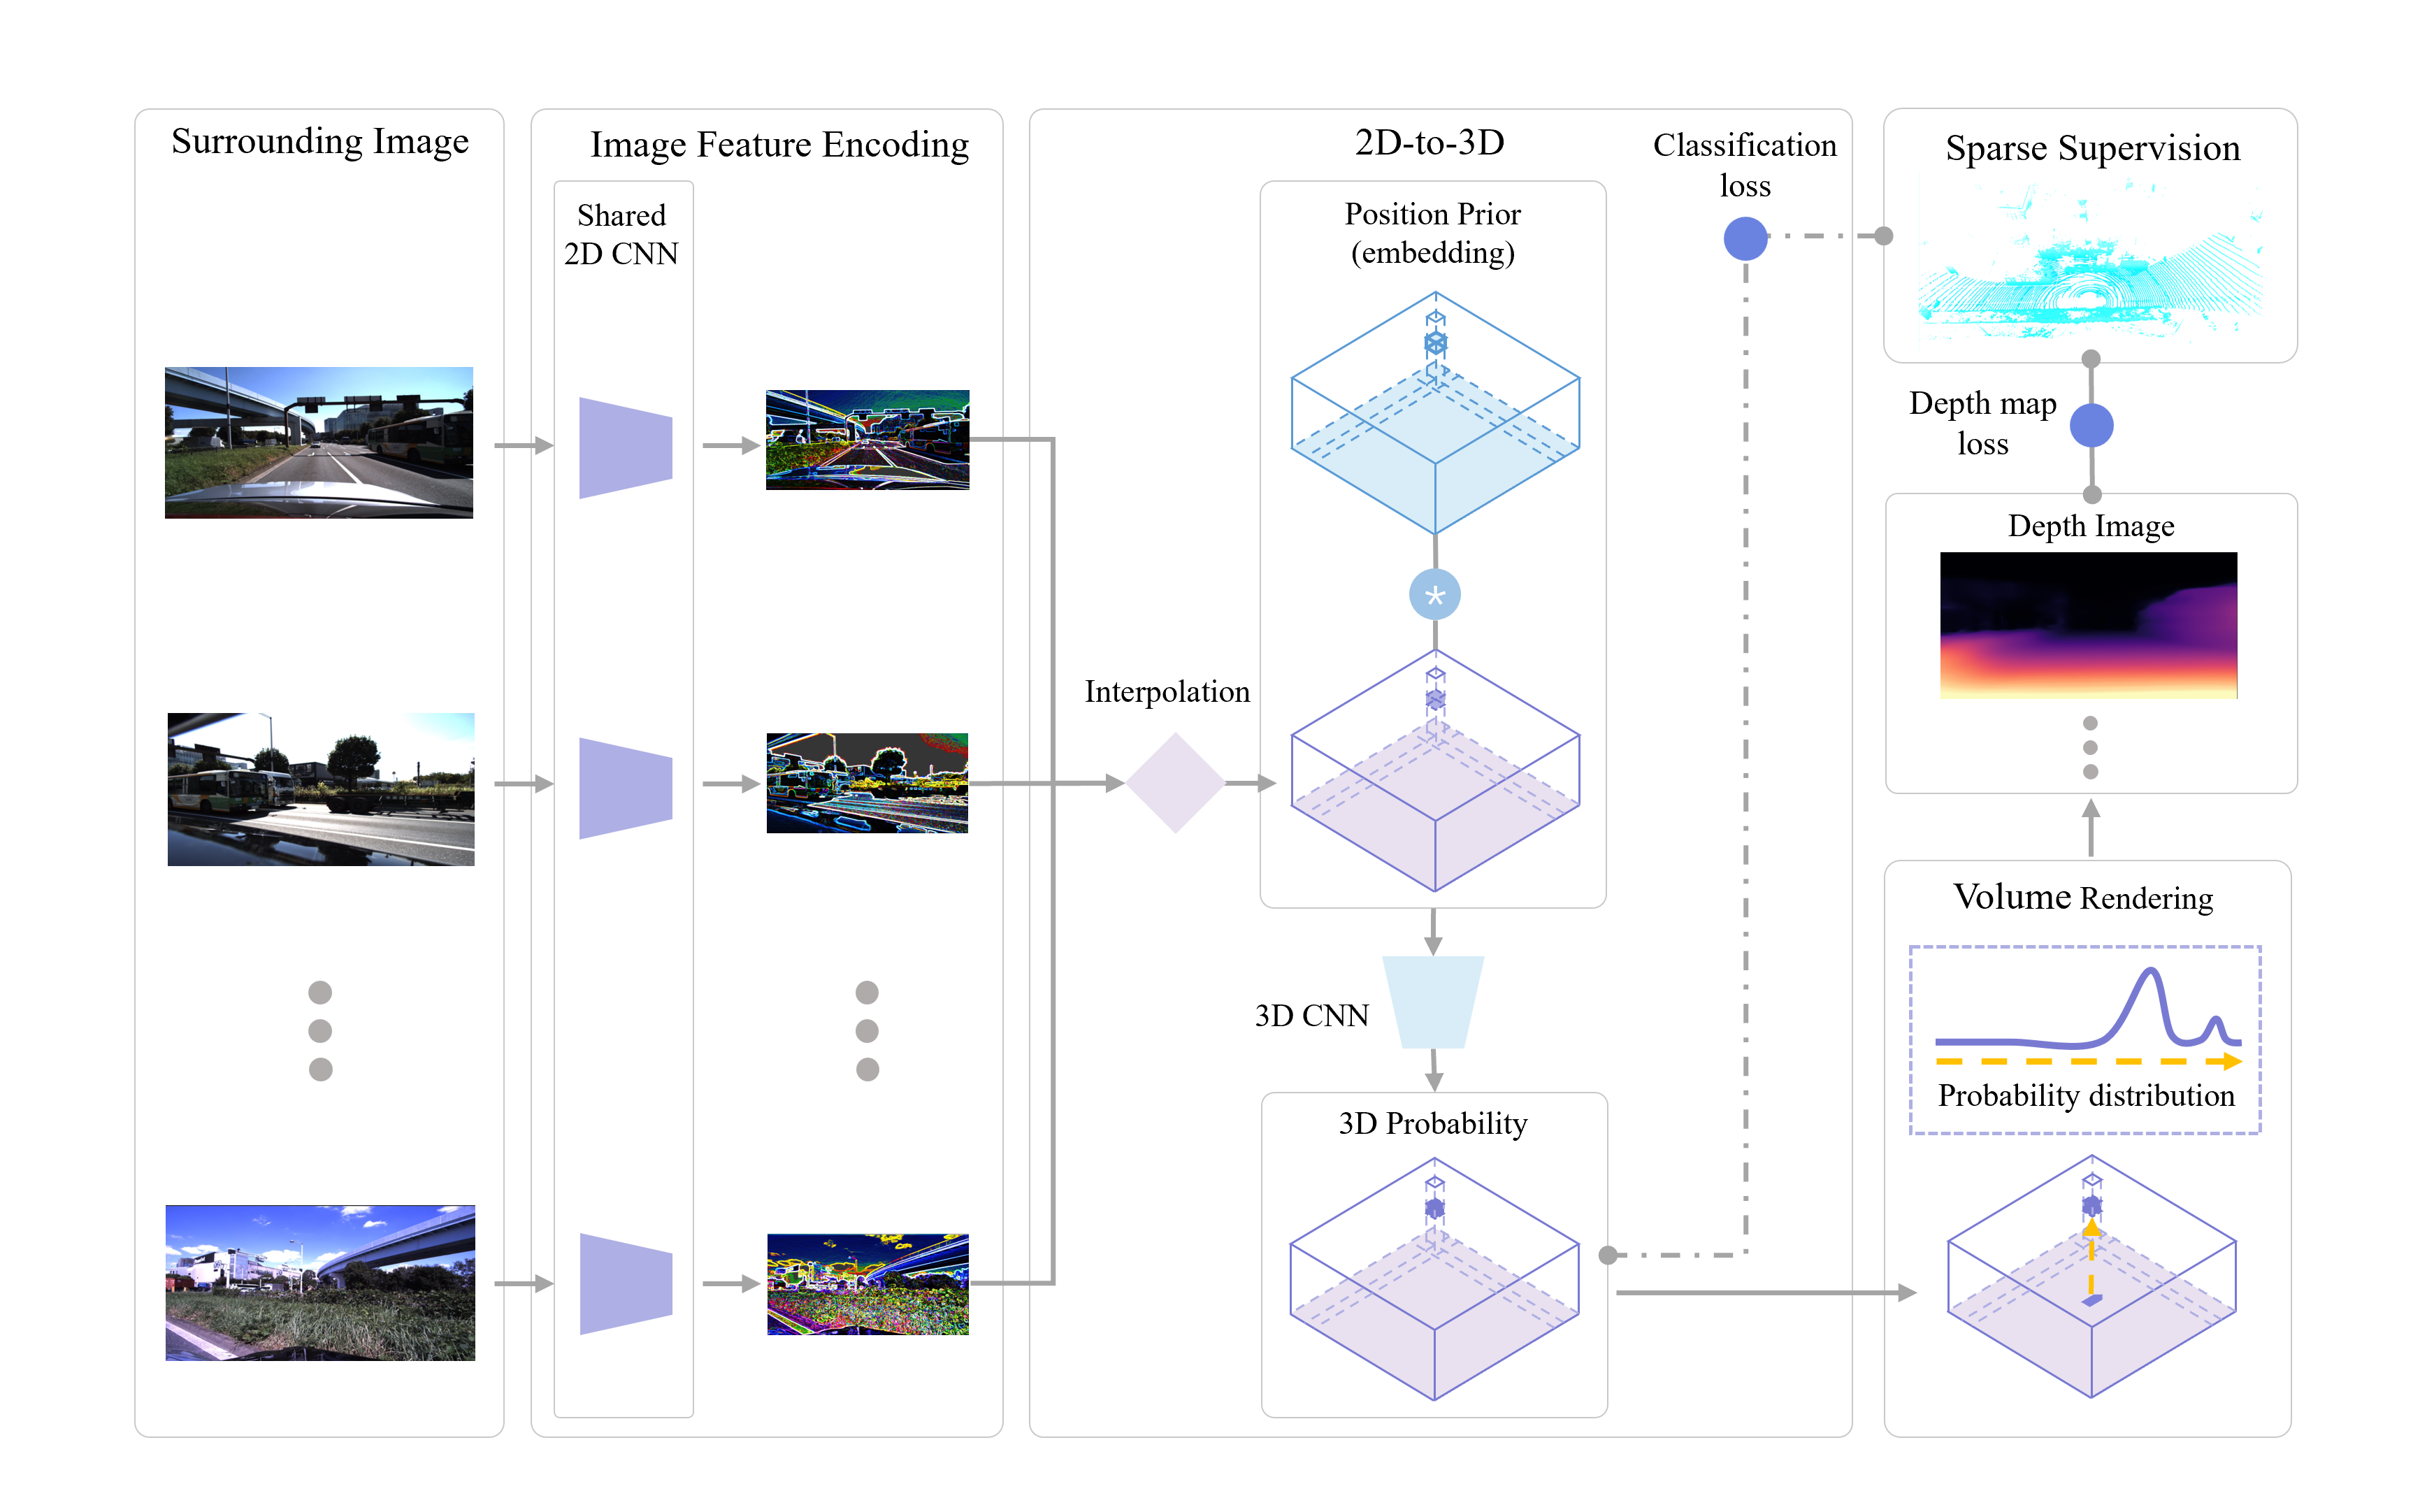 Surrounding Image
Image Feature Encoding
Shared
2D CNN
2D-to-3D
Position Prior
(embedding)
*
Interpolation
3D CNN
3D Probability
Classification
loss
Sparse Supervision
Depth map
loss
Depth Image
Volume Rendering
Probability distribution